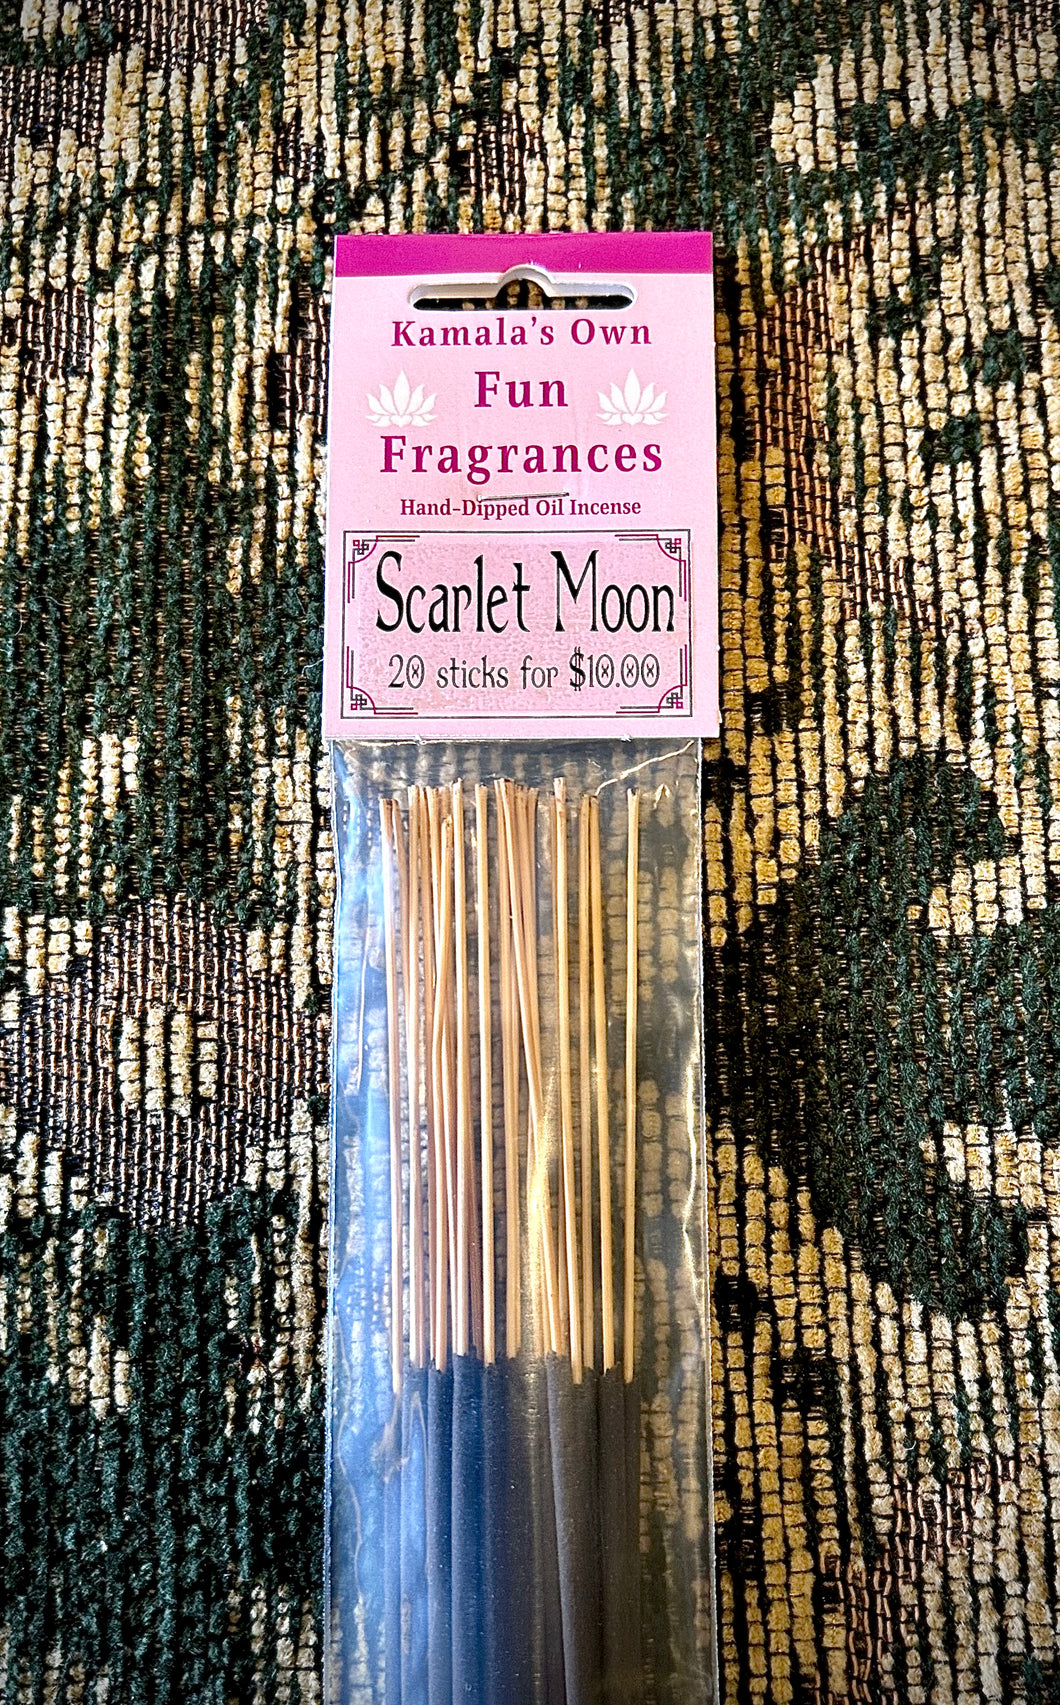 Kamala's Own
Fun
Fragrances
Hand-Dipped Oil Incense
Scarlet Moon
20 sticks for $10.00